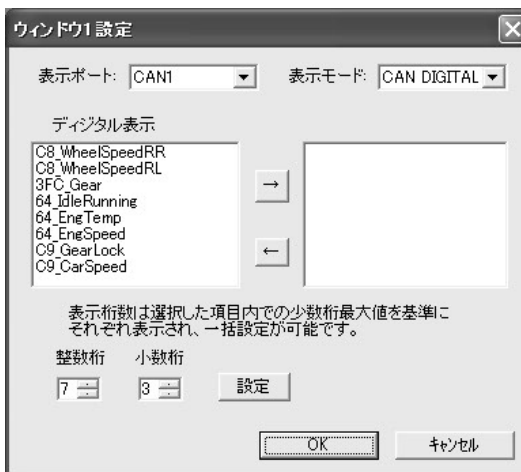 ウィンドウ1設定
表示ポート: CAN1 表示モード: CAN DIGITAL
ディジタル表示
C8_WheelSpeedRR
C8_WheelSpeedRL
3FC_Gear
64_IdleRunning
64_EngTemp
64_EngSpeed
C9_GearLock
C9_CarSpeed
→
←
表示桁数は選択した項目内での少数桁最大値を基準に
それぞれ表示され、一括設定が可能です。
整数桁 小数桁
7 3 設定
OK キャンセル